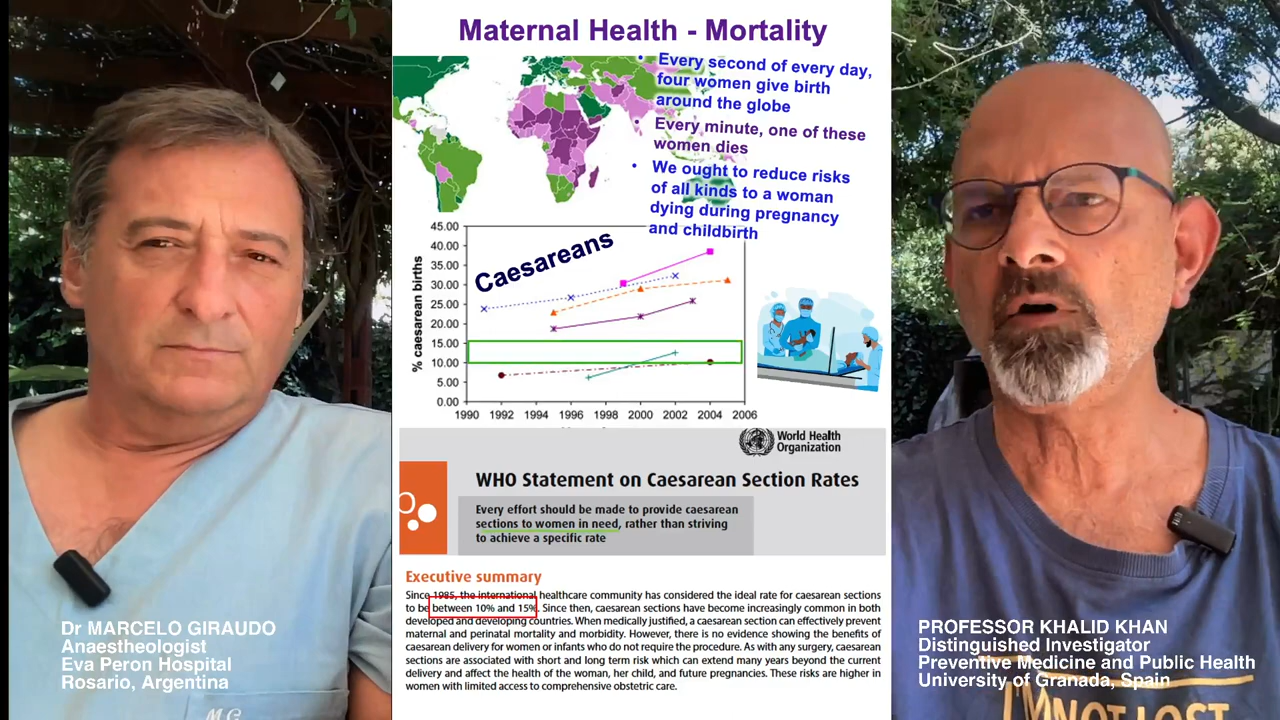 Maternal Health - Mortality
• Every second of every day,
four women give birth
around the globe
• Every minute, one of these
women dies
• We ought to reduce risks
of all kinds to a woman
dying during pregnancy
and childbirth
Caesareans
% caesarean births
45.00
40.00
35.00
30.00
25.00
20.00
15.00
10.00
5.00
0.00
1990 1992 1994 1996 1998 2000 2002 2004 2006
World Health
Organization
WHO Statement on Caesarean Section Rates
Every effort should be made to provide caesarean
sections to women in need, rather than striving
to achieve a specific rate
Executive summary
Since 1985, the international healthcare community has considered the ideal rate for caesarean sections
to be between 10% and 15%. Since then, caesarean sections have become increasingly common in both
developed and developing countries. When medically justified, a caesarean section can effectively prevent
maternal and perinatal mortality and morbidity. However, there is no evidence showing the benefits of
caesarean delivery for women or infants who do not require the procedure. As with any surgery, caesarean
sections are associated with short and long term risk which can extend many years beyond the current
delivery and affect the health of the woman, her child, and future pregnancies. These risks are higher in
women with limited access to comprehensive obstetric care.
Dr MARCELO GIRAUDO
Anaestheologist
Eva Peron Hospital
Rosario, Argentina
M.G
PROFESSOR KHALID KHAN
Distinguished Investigator
Preventive Medicine and Public Health
University of Granada, Spain
I'M NOT LOST